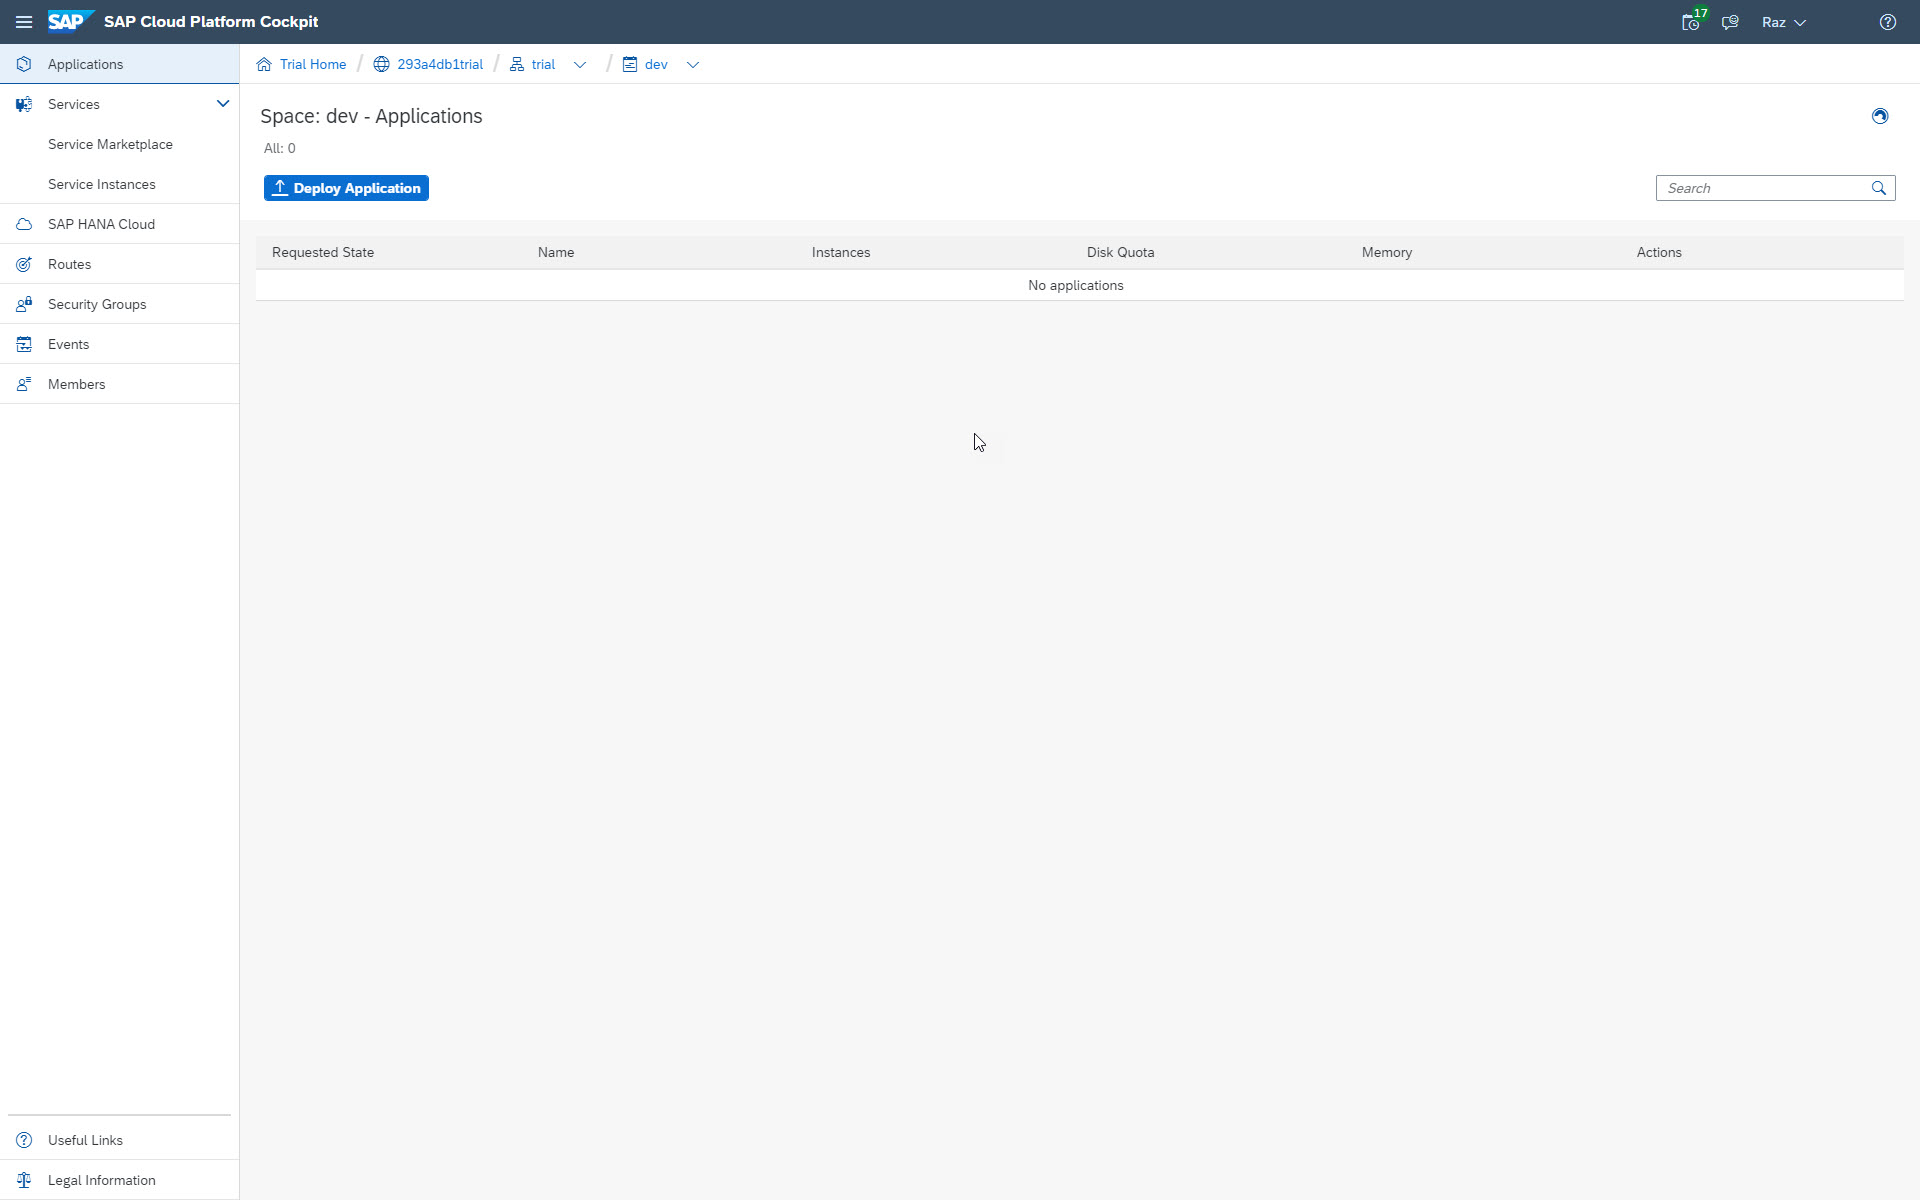 SAP SAP Cloud Platform Cockpit
17
Raz
Applications
Services
Service Marketplace
Service Instances
SAP HANA Cloud
Routes
Security Groups
Events
Members
Useful Links
Legal Information
Trial Home / 293a4db1trial / trial / dev
Space: dev - Applications
All: 0
Deploy Application
Search
Requested State Name Instances Disk Quota Memory Actions
No applications